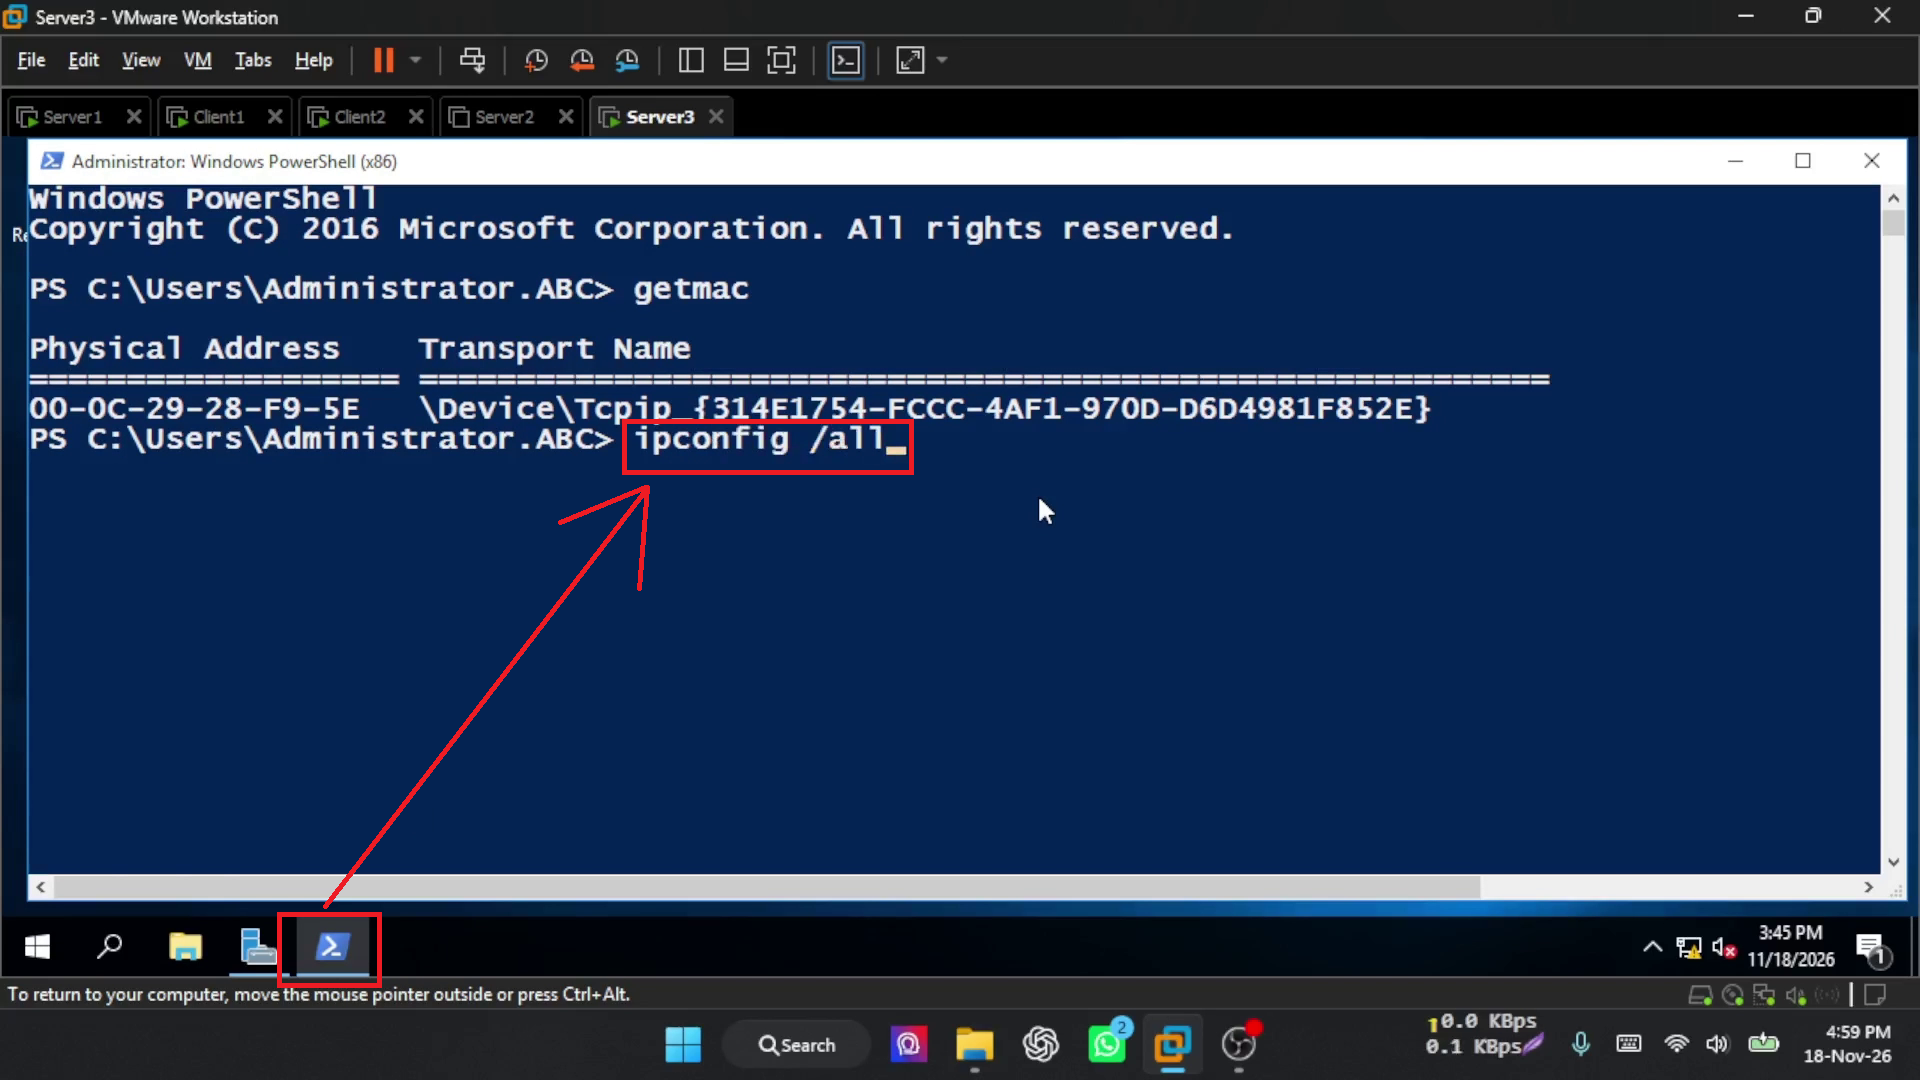 Server3 - VMware Workstation
File Edit View VM Tabs Help
Server1 Client1 Client2 Server2 Server3
Administrator: Windows PowerShell (x86)
Windows PowerShell
Copyright (C) 2016 Microsoft Corporation. All rights reserved.
Re
PS C:\Users\Administrator.ABC> getmac
Physical Address    Transport Name
=================== ==========================================================
00-0C-29-28-F9-5E   \Device\Tcpip_{314E1754-FCCC-4AF1-970D-D6D4981F852E}
PS C:\Users\Administrator.ABC> ipconfig /all
3:45 PM
11/18/2026
1
To return to your computer, move the mouse pointer outside or press Ctrl+Alt.
Search
2
0.0 KBps
0.1 KBps
4:59 PM
18-Nov-26